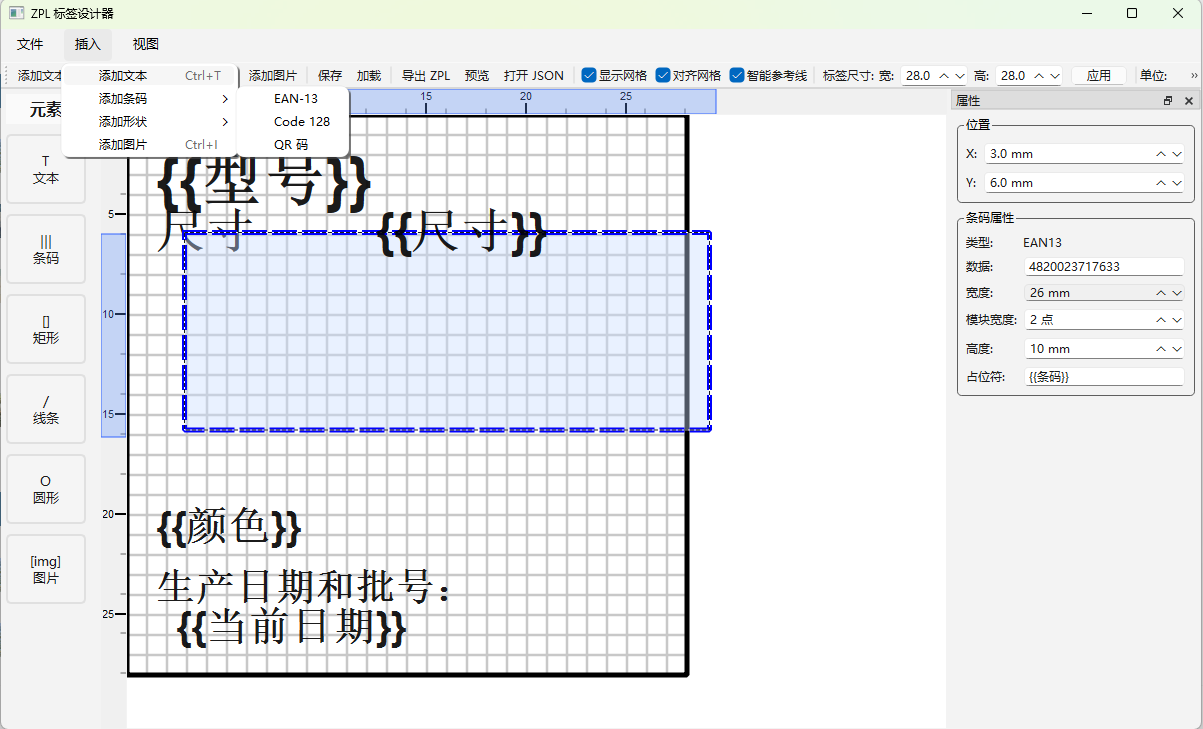 ZPL 标签设计器
文件 插入 视图
添加文本 添加图片 保存 加载 导出 ZPL 预览 打开 JSON 显示网格 对齐网格 智能参考线 标签尺寸: 宽: 28.0 高: 28.0 应用 单位: »
添加文本 Ctrl+T
添加条码
添加形状
添加图片 Ctrl+I
EAN-13
Code 128
QR 码
元素
T
文本
|||
条码
[]
矩形
/
线条
O
圆形
[img]
图片
15 20 25
5
10
15
20
25
{{型号}}
尺寸 {{尺寸}}
{{颜色}}
生产日期和批号：
{{当前日期}}
属性
位置
X: 3.0 mm
Y: 6.0 mm
条码属性
类型: EAN13
数据: 4820023717633
宽度: 26 mm
模块宽度: 2 点
高度: 10 mm
占位符: {{条码}}